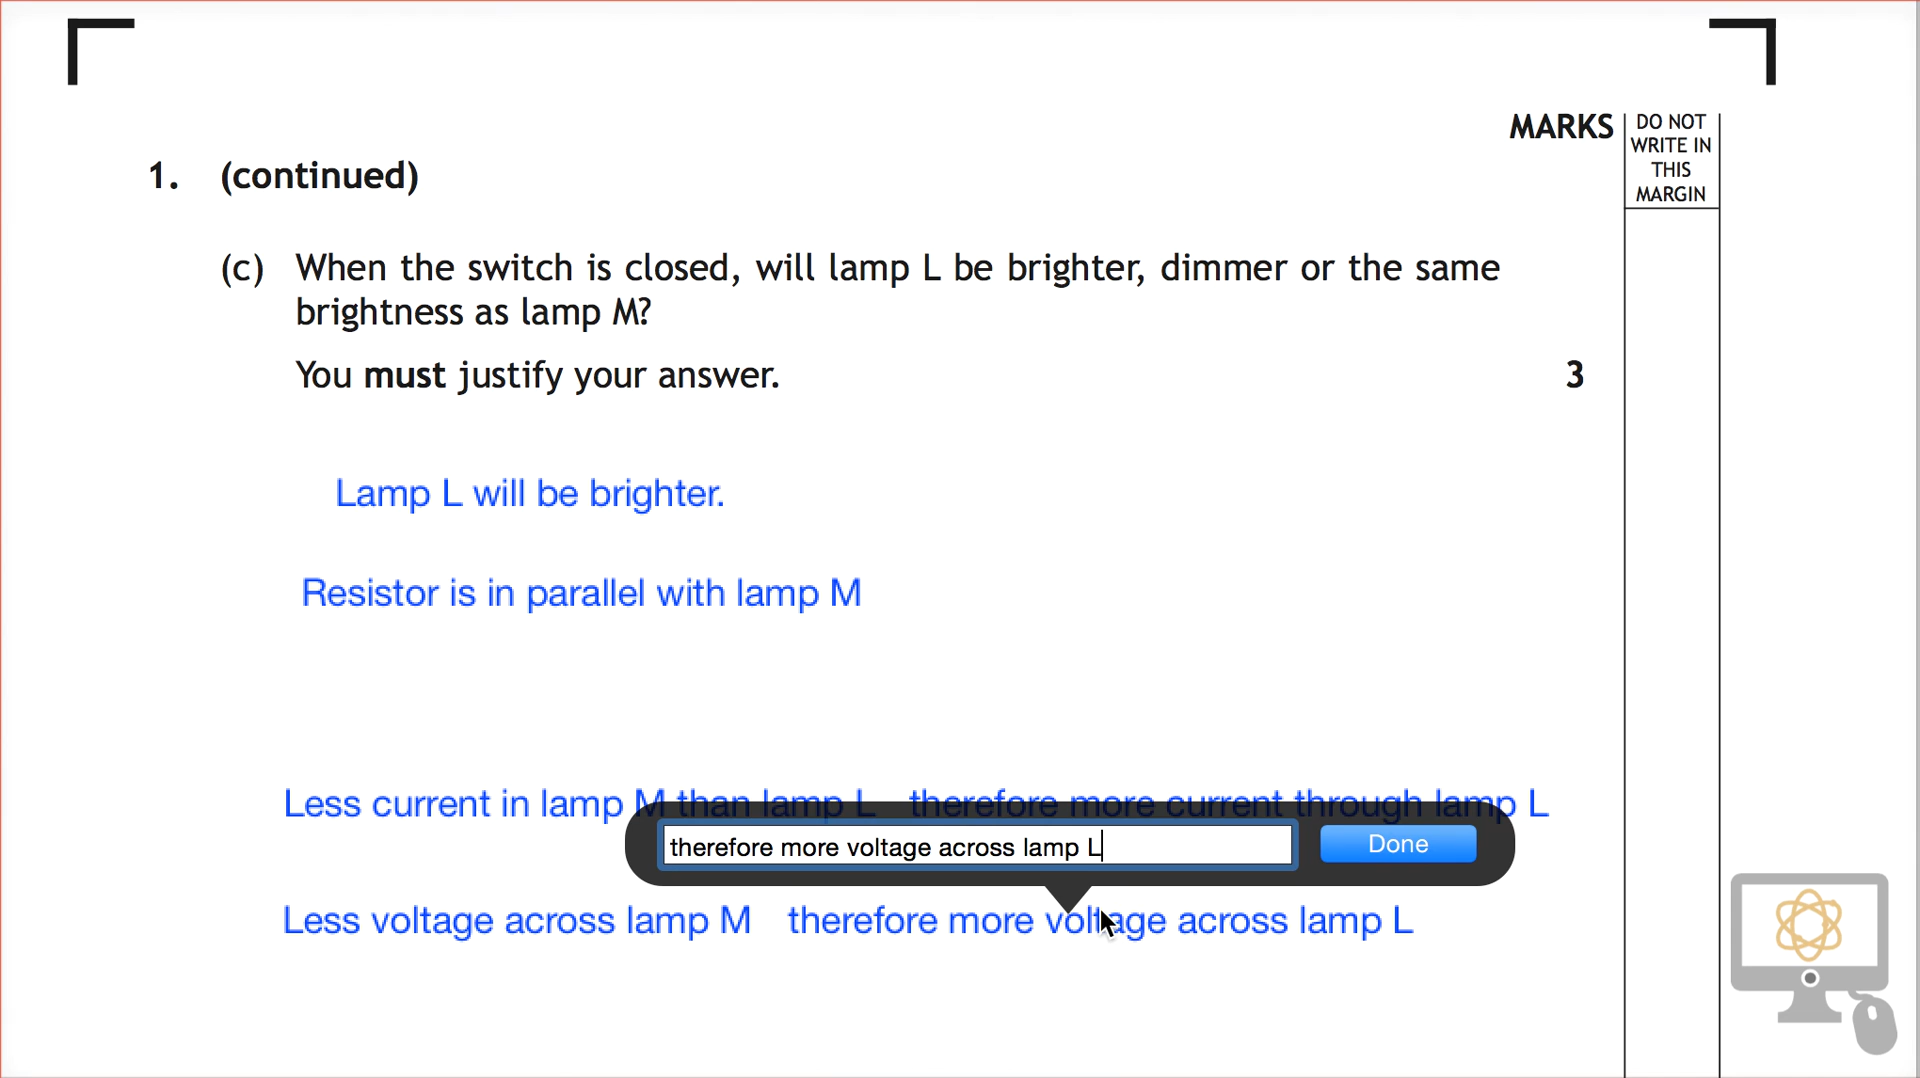 MARKS
DO NOT
WRITE IN
THIS
MARGIN
1. (continued)
(c) When the switch is closed, will lamp L be brighter, dimmer or the same
brightness as lamp M?
You must justify your answer. 3
Lamp L will be brighter.
Resistor is in parallel with lamp M
Less current in lamp M than lamp L therefore more current through lamp L
therefore more voltage across lamp L
Done
Less voltage across lamp M therefore more voltage across lamp L